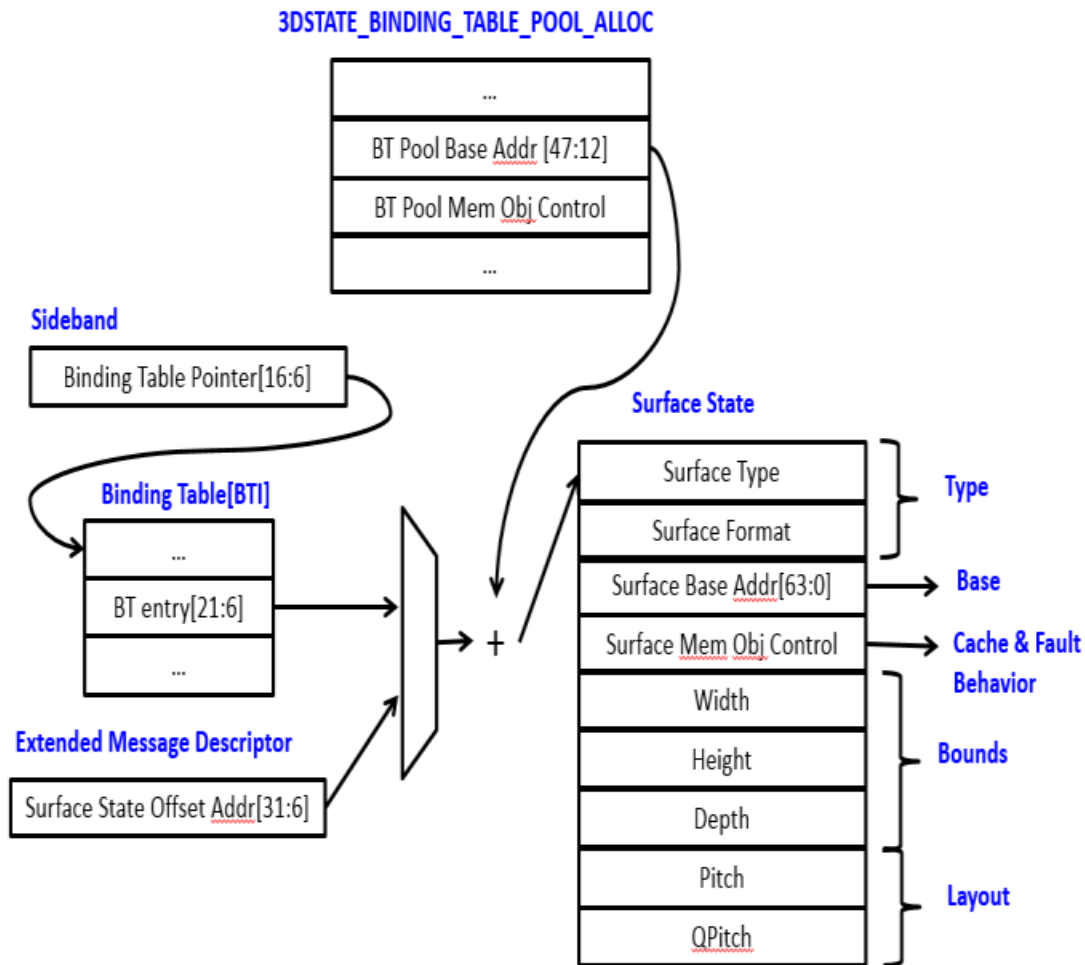 3DSTATE_BINDING_TABLE_POOL_ALLOC
...
BT Pool Base Addr [47:12]
BT Pool Mem Obj Control
...
Sideband
Binding Table Pointer[16:6]
Binding Table[BTI]
...
BT entry[21:6]
...
Extended Message Descriptor
Surface State Offset Addr[31:6]
+
Surface State
Surface Type
Surface Format
Surface Base Addr[63:0]
Surface Mem Obj Control
Width
Height
Depth
Pitch
QPitch
Type
Base
Cache & Fault
Behavior
Bounds
Layout